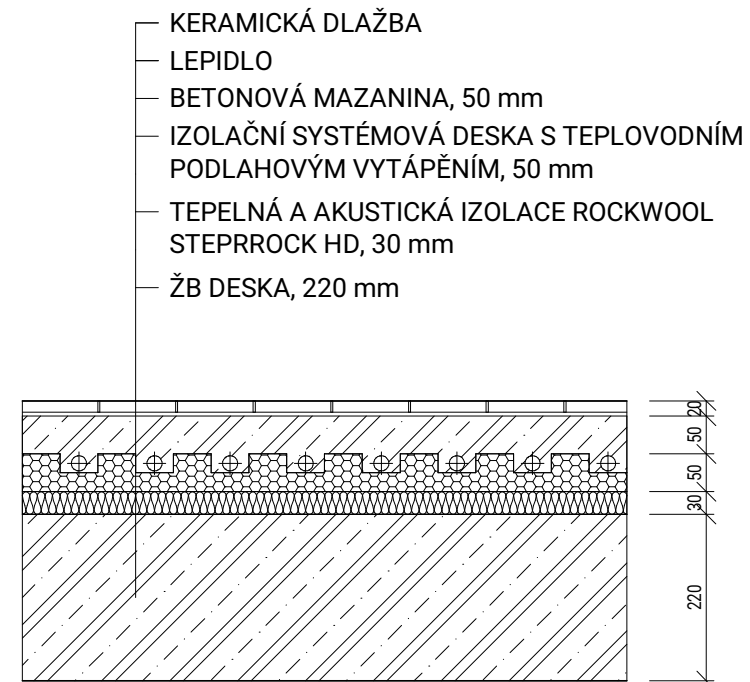 KERAMICKÁ DLAŽBA
LEPIDLO
BETONOVÁ MAZANINA, 50 mm
IZOLAČNÍ SYSTÉMOVÁ DESKA S TEPLOVODNÍM
PODLAHOVÝM VYTÁPĚNÍM, 50 mm
TEPELNÁ A AKUSTICKÁ IZOLACE ROCKWOOL
STEPRROCK HD, 30 mm
ŽB DESKA, 220 mm
20
50
50
30
220